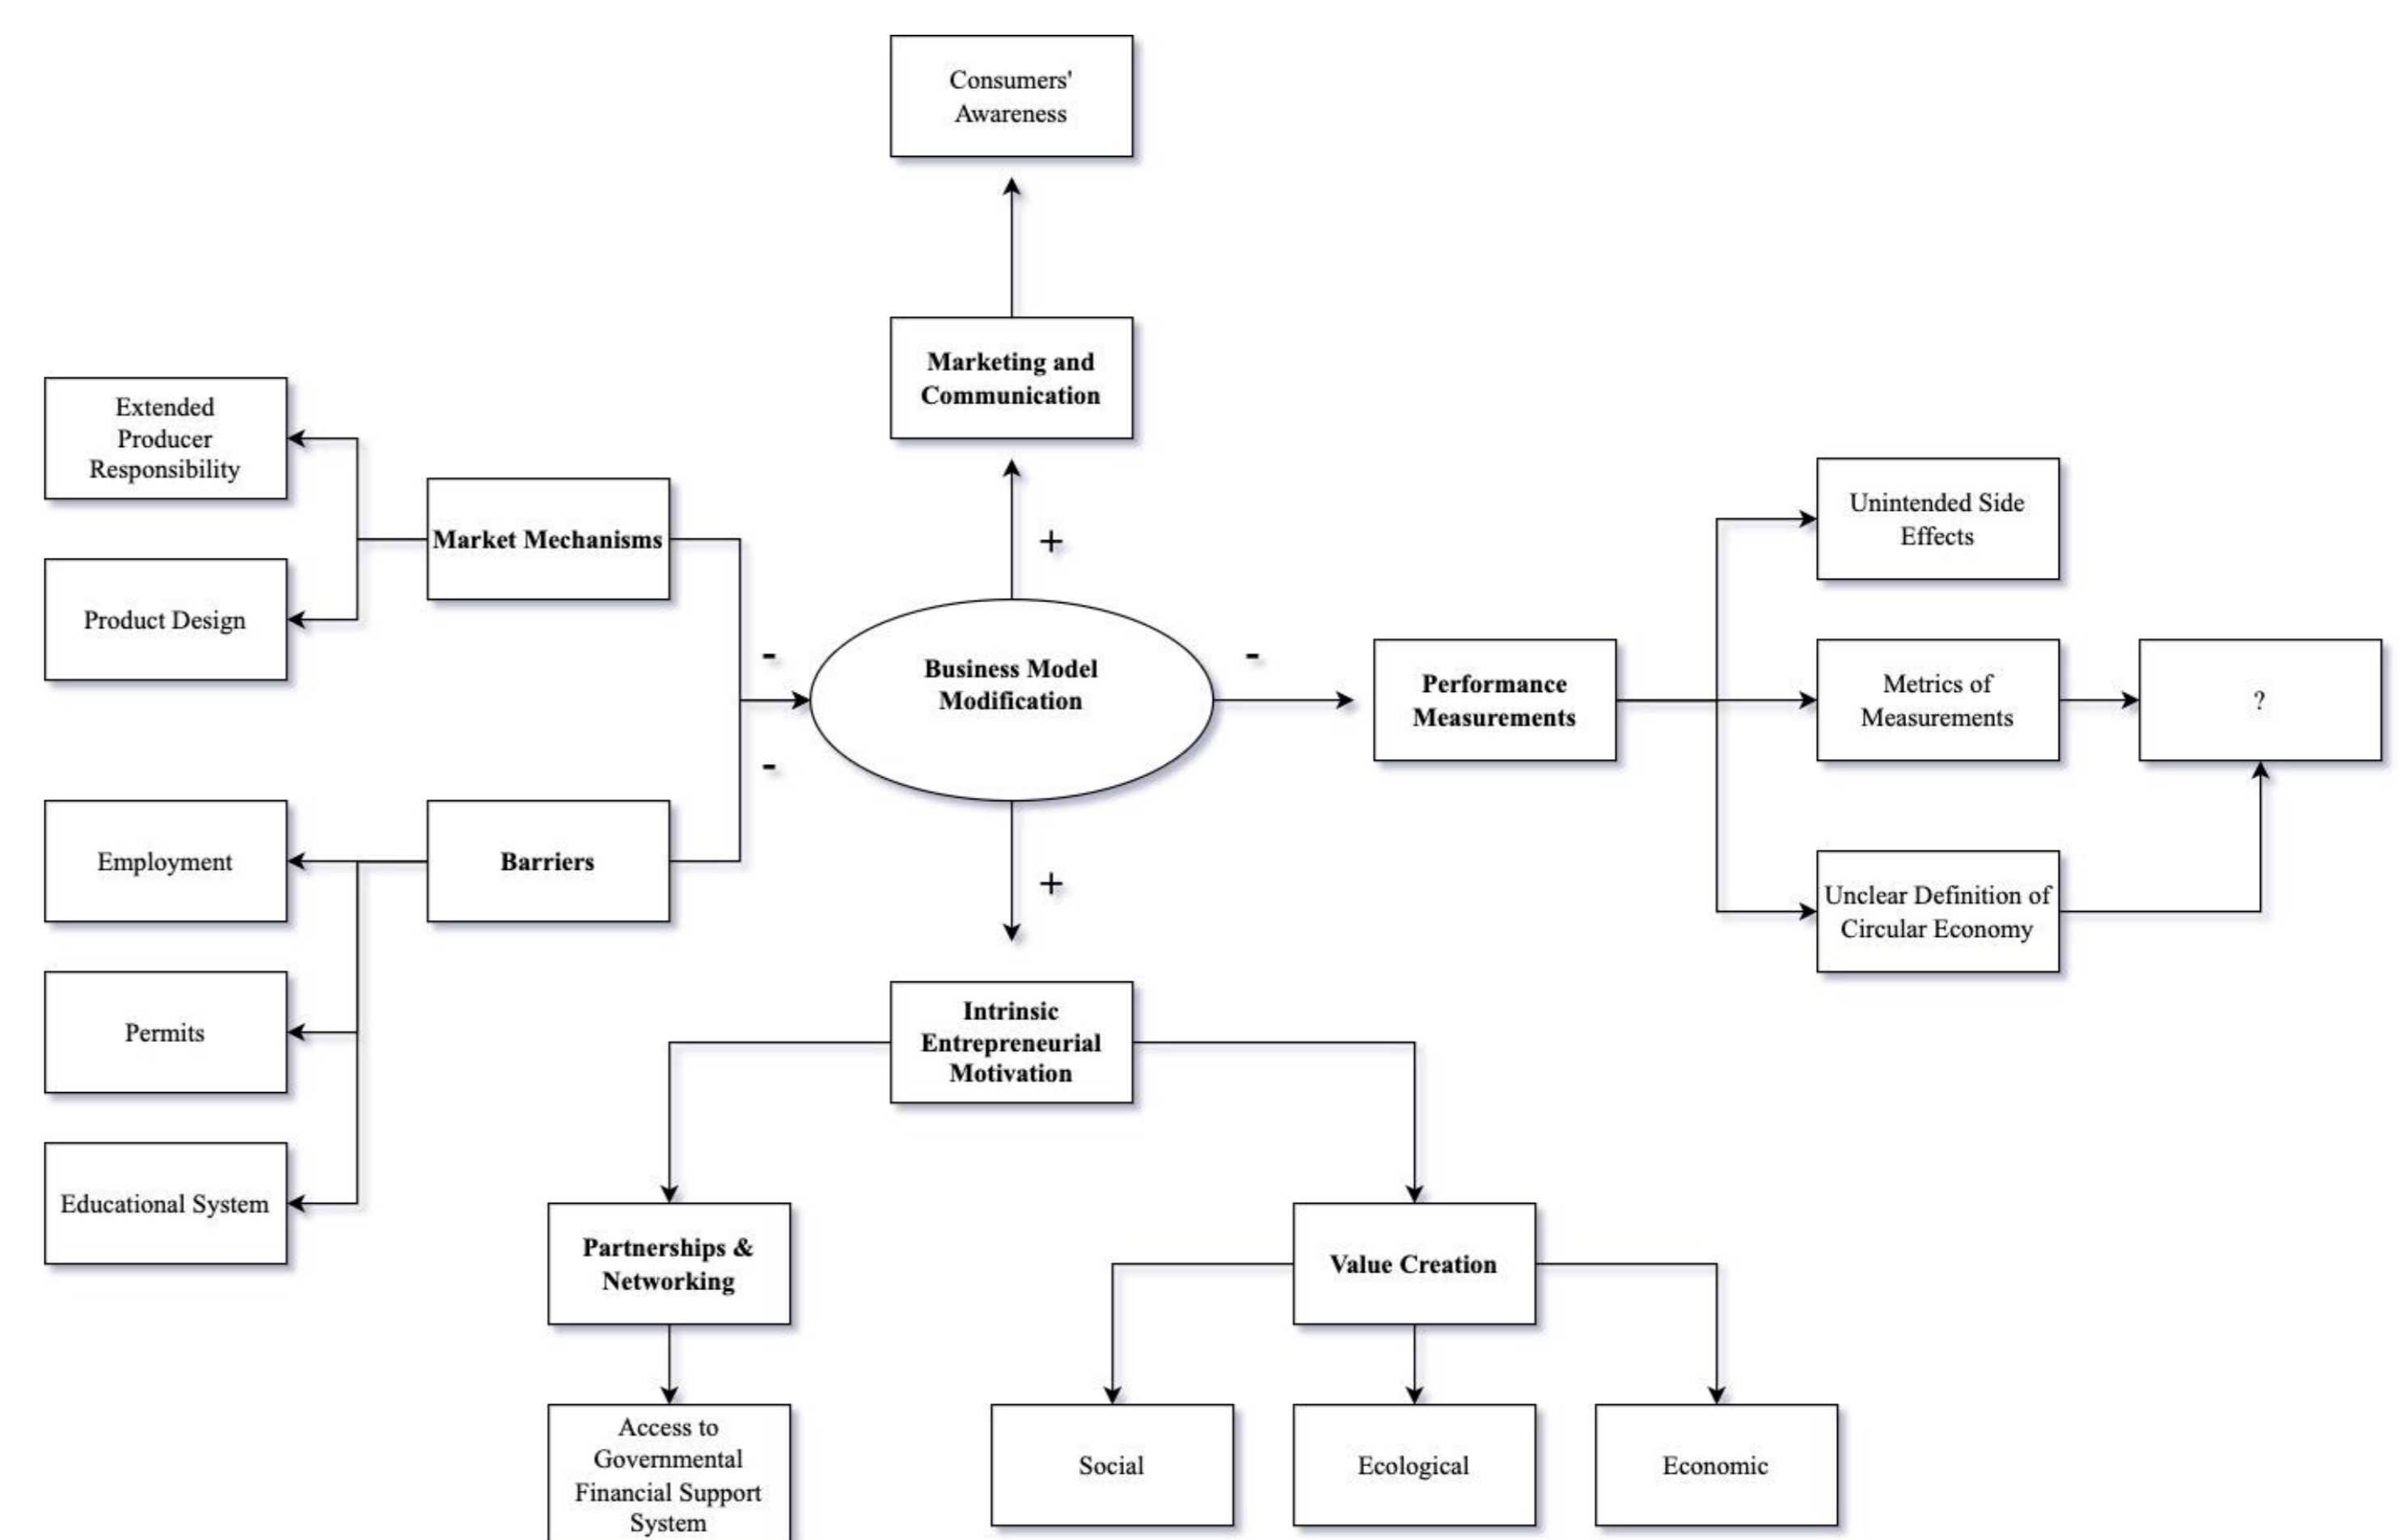 Consumers'
Awareness
Marketing and
Communication
Extended
Producer
Responsibility
Market Mechanisms
Product Design
+
-
-
Business Model
Modification
-
Performance
Measurements
Unintended Side
Effects
Metrics of
Measurements
?
Unclear Definition of
Circular Economy
Employment
Barriers
Permits
Educational System
+
Intrinsic
Entrepreneurial
Motivation
Partnerships &
Networking
Value Creation
Access to
Governmental
Financial Support
System
Social
Ecological
Economic